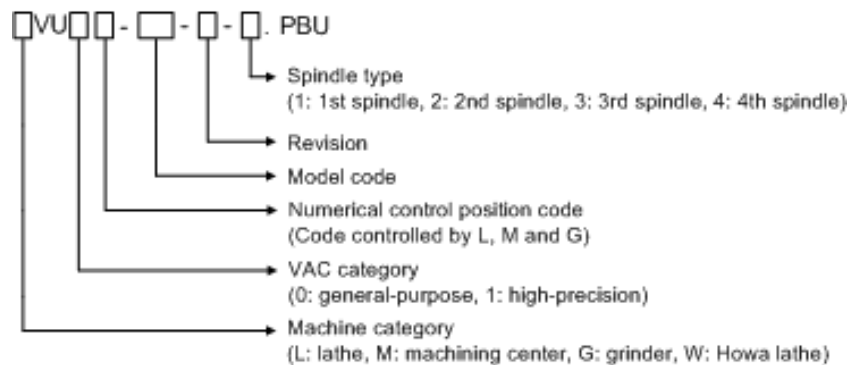 □VU□□-□-□-□. PBU
Spindle type
(1: 1st spindle, 2: 2nd spindle, 3: 3rd spindle, 4: 4th spindle)
Revision
Model code
Numerical control position code
(Code controlled by L, M and G)
VAC category
(0: general-purpose, 1: high-precision)
Machine category
(L: lathe, M: machining center, G: grinder, W: Howa lathe)